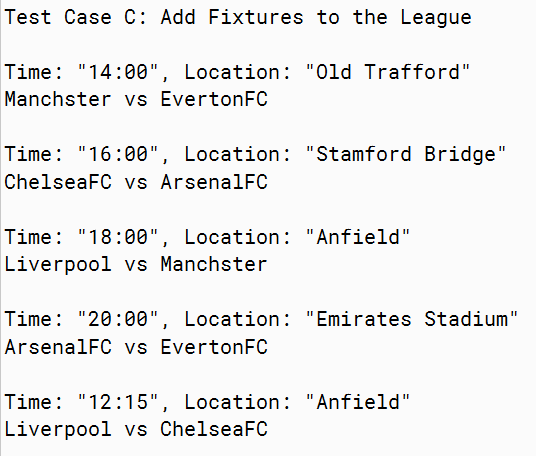 Test Case C: Add Fixtures to the League
Time: "14:00", Location: "Old Trafford"
Manchster vs EvertonFC
Time: "16:00", Location: "Stamford Bridge"
ChelseaFC vs ArsenalFC
Time: "18:00", Location: "Anfield"
Liverpool vs Manchster
Time: "20:00", Location: "Emirates Stadium"
ArsenalFC vs EvertonFC
Time: "12:15", Location: "Anfield"
Liverpool vs ChelseaFC